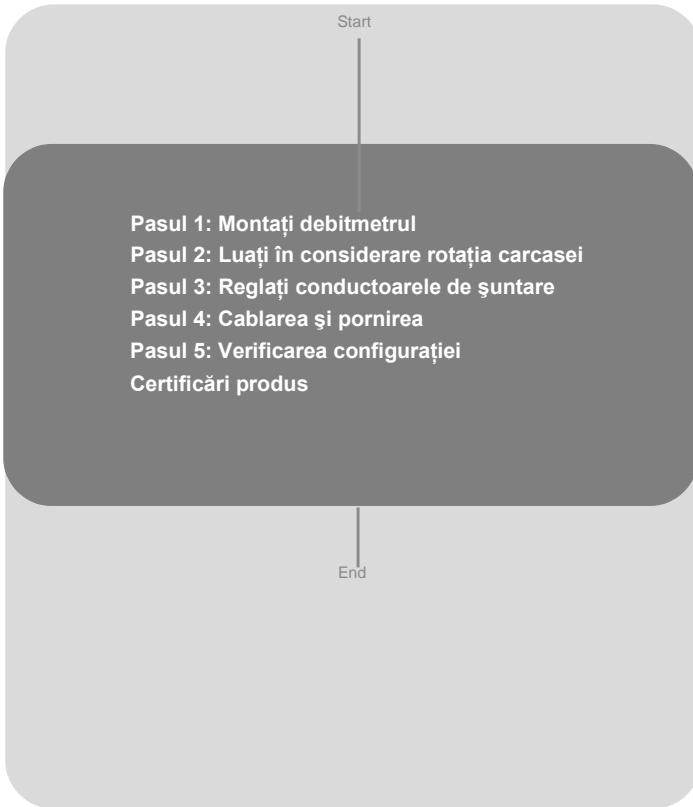 Start
Pasul 1: Montați debitmetrul
Pasul 2: Luați în considerare rotația carcasei
Pasul 3: Reglați conductoarele de şuntare
Pasul 4: Cablarea şi pornirea
Pasul 5: Verificarea configurației
Certificări produs
End